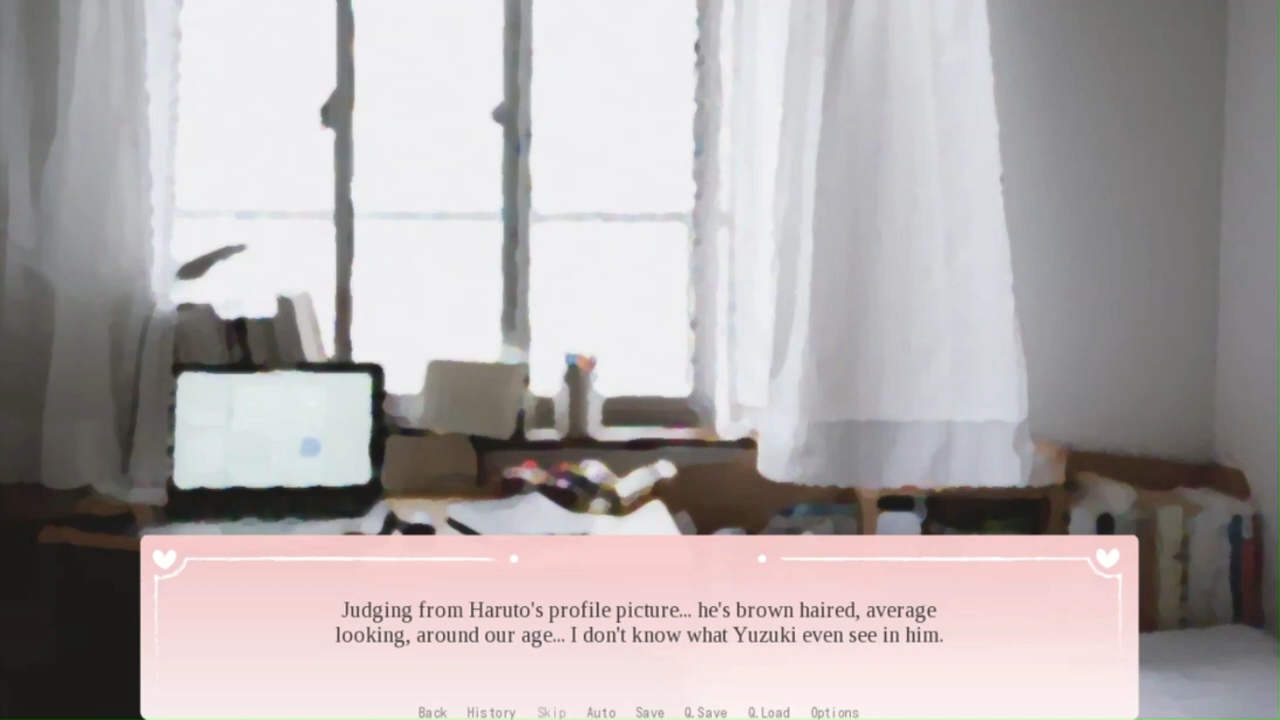 Judging from Haruto's profile picture... he's brown haired, average
looking, around our age... I don't know what Yuzuki even see in him.
Back History Skip Auto Save Q.Save Q.Load Options